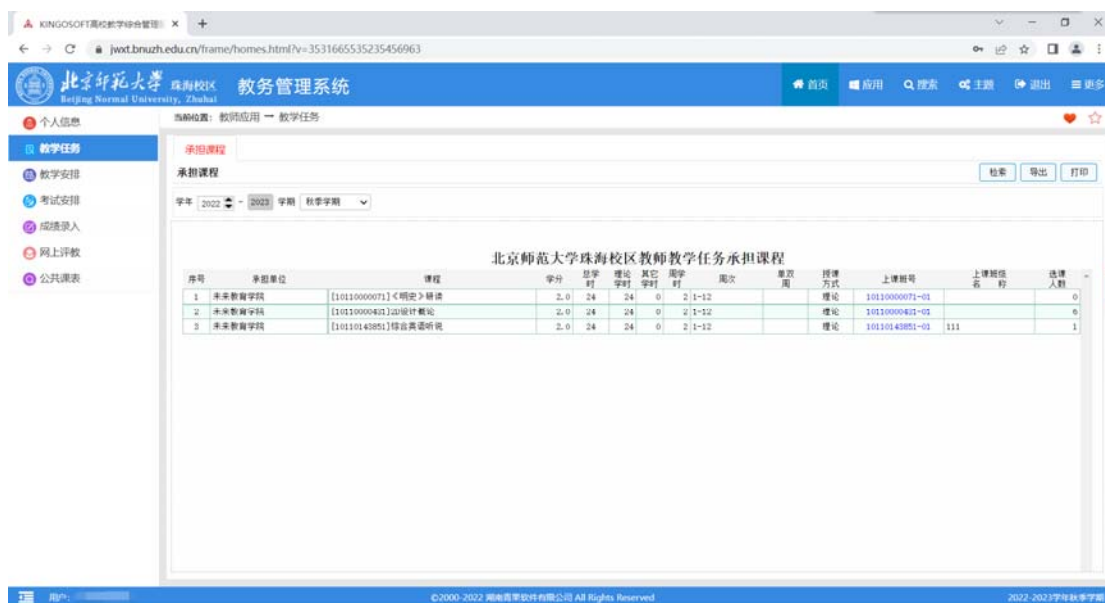 KINGOSOFT高校教学综合管理
jwxt.bnuzh.edu.cn/frame/homes.html?v=3531665535235456963
北京师范大学 珠海校区 教务管理系统
Beijing Normal University, Zhuhai
首页 应用 搜索 主题 退出 更多
个人信息
教学任务
教学安排
考试安排
成绩录入
网上评教
公共课表
当前位置: 教师应用 一 教学任务
承担课程
承担课程 检索 导出 打印
学年 2022 - 2023 学期 秋季学期
北京师范大学珠海校区教师教学任务承担课程
序号 承担单位 课程 学分 总学时 理论学时 其它学时 周学时 周次 单双周 授课方式 上课班号 上课班级名 称 选课人数
1 未来教育学院 [10110000071]《明史》研读 2.0 24 24 0 2 1-12 理论 10110000071-01 0
2 未来教育学院 [10110000431]2D设计概论 2.0 24 24 0 2 1-12 理论 10110000431-01 6
3 未来教育学院 [10110143851]综合英语听说 2.0 24 24 0 2 1-12 理论 10110143851-01 111 1
用户:
©2000-2022 湖南青果软件有限公司 All Rights Reserved
2022-2023学年秋季学期